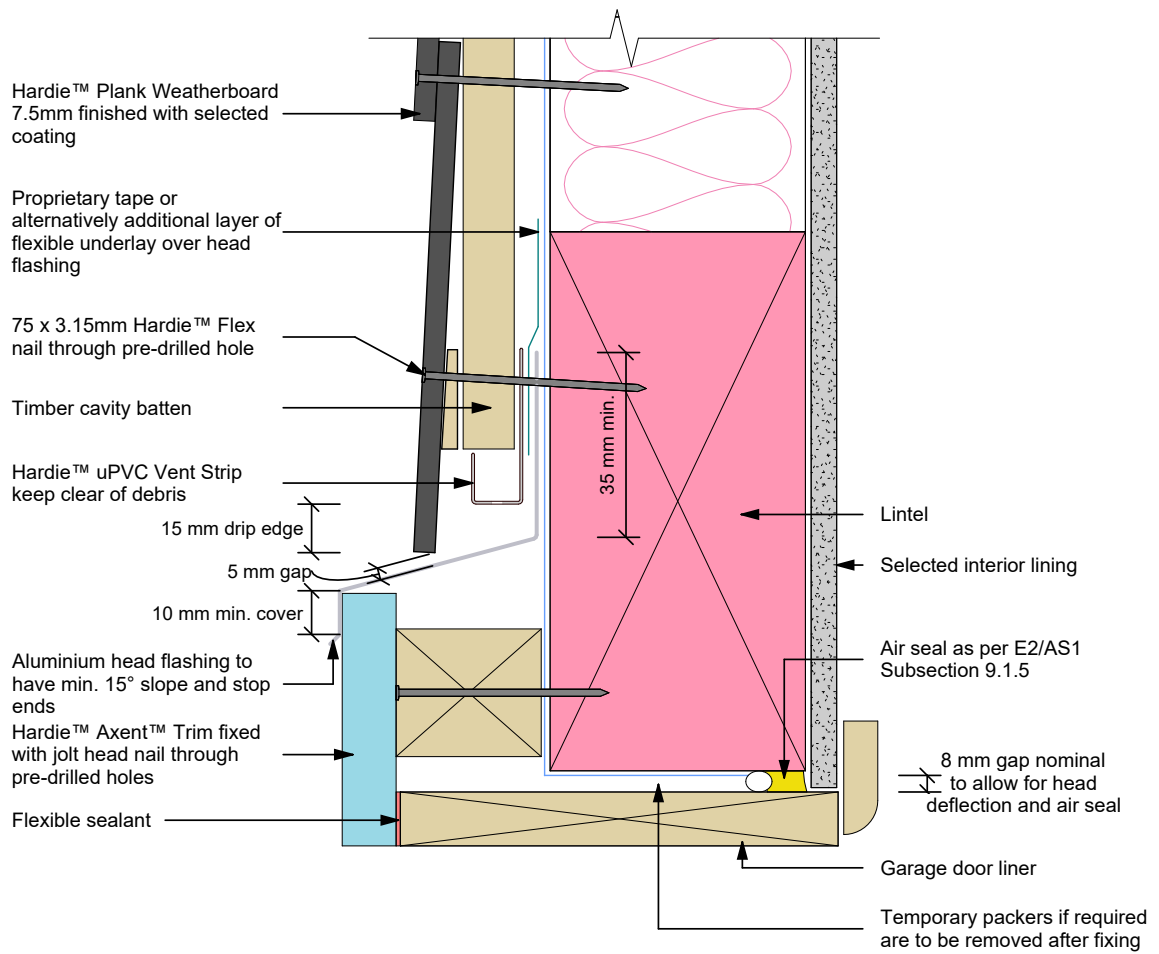 Hardie™ Plank Weatherboard
7.5mm finished with selected
coating
Proprietary tape or
alternatively additional layer of
flexible underlay over head
flashing
75 x 3.15mm Hardie™ Flex
nail through pre-drilled hole
Timber cavity batten
Hardie™ uPVC Vent Strip
keep clear of debris
15 mm drip edge
5 mm gap
10 mm min. cover
Aluminium head flashing to
have min. 15° slope and stop
ends
Hardie™ Axent™ Trim fixed
with jolt head nail through
pre-drilled holes
Flexible sealant
35 mm min.
Lintel
Selected interior lining
Air seal as per E2/AS1
Subsection 9.1.5
8 mm gap nominal
to allow for head
deflection and air seal
Garage door liner
Temporary packers if required
are to be removed after fixing